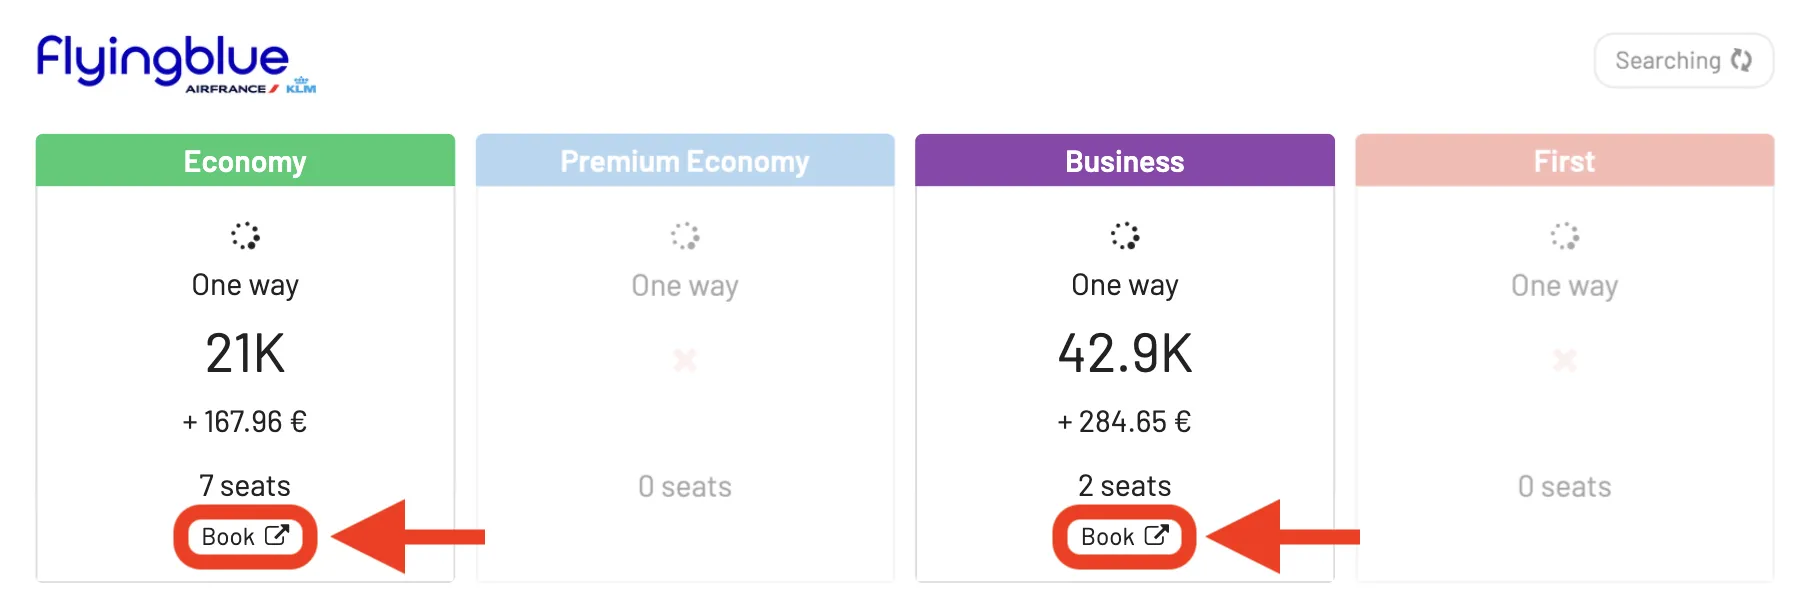 Flyingblue
AIRFRANCE KLM
Searching
Economy
One way
21K
+ 167.96 €
7 seats
Book
Premium Economy
One way
0 seats
Business
One way
42.9K
+ 284.65 €
2 seats
Book
First
One way
0 seats